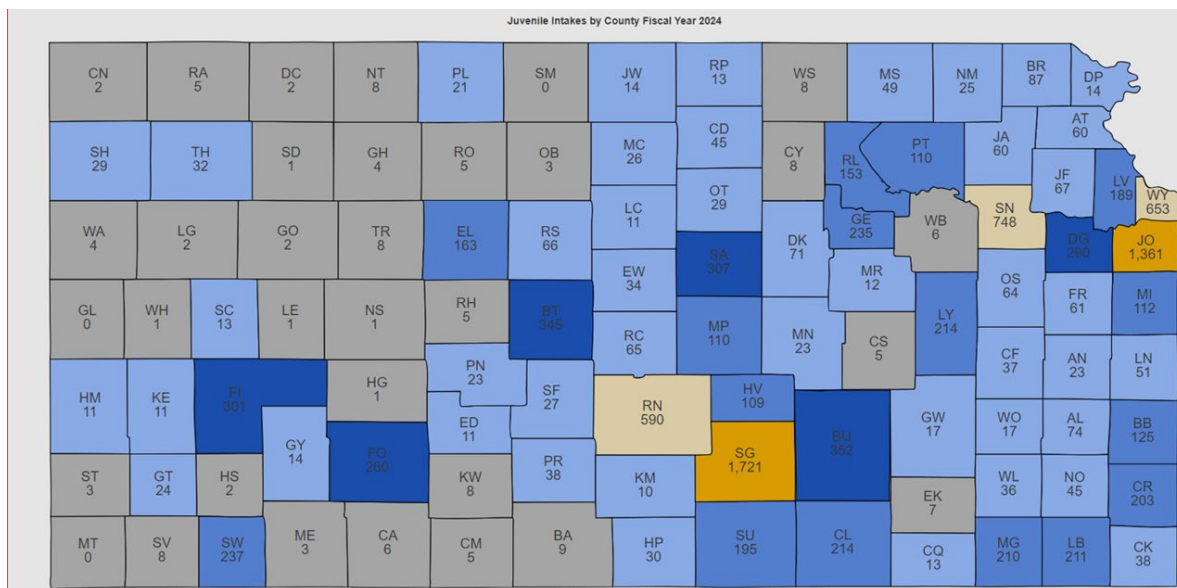 Juvenile Intakes by County Fiscal Year 2024
CN
2
RA
5
DC
2
NT
8
PL
21
SM
0
JW
14
RP
13
WS
8
MS
49
NM
25
BR
87
DP
14
SH
29
TH
32
SD
1
GH
4
RO
5
OB
3
MC
26
CD
45
CY
8
RL
153
PT
110
JA
60
AT
60
OT
29
JF
67
LV
189
WY
653
WA
4
LG
2
GO
2
TR
8
EL
163
RS
66
LC
11
SA
307
DK
71
GE
235
WB
6
SN
748
DG
290
JO
1,361
EW
34
MR
12
OS
64
FR
61
MI
112
GL
0
WH
1
SC
13
LE
1
NS
1
RH
5
BT
345
RC
65
MP
110
MN
23
CS
5
LY
214
CF
37
AN
23
LN
51
HM
11
KE
11
FI
301
HG
1
PN
23
SF
27
RN
590
HV
109
BU
352
GW
17
WO
17
AL
74
BB
125
GY
14
FO
260
ED
11
PR
38
SG
1,721
ST
3
GT
24
HS
2
KW
8
KM
10
EK
7
WL
36
NO
45
CR
203
MT
0
SV
8
SW
237
ME
3
CA
6
CM
5
BA
9
HP
30
SU
195
CL
214
CQ
13
MG
210
LB
211
CK
38